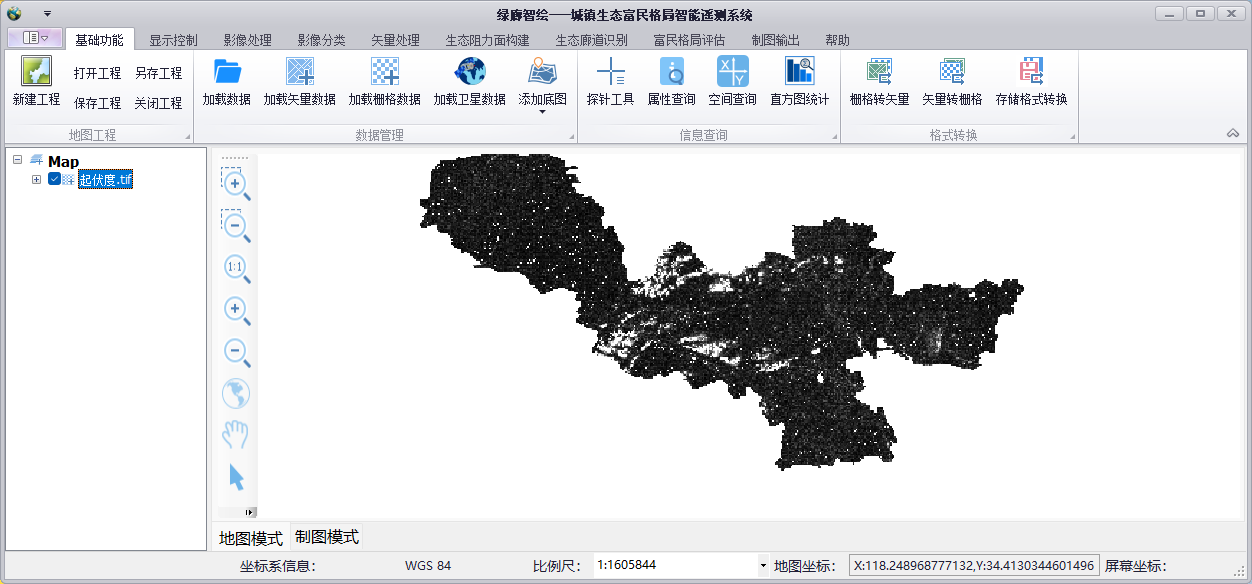 绿廊智绘——城镇生态富民格局智能遥测系统
基础功能 显示控制 影像处理 影像分类 矢量处理 生态阻力面构建 生态廊道识别 富民格局评估 制图输出 帮助
新建工程 打开工程 另存工程 保存工程 关闭工程
加载数据 加载矢量数据 加载栅格数据 加载卫星数据 添加底图
探针工具 属性查询 空间查询 直方图统计
栅格转矢量 矢量转栅格 存储格式转换
地图工程 数据管理 信息查询 格式转换
Map
起伏度.tif
1:1
地图模式 制图模式
坐标系信息: WGS 84 比例尺: 1:1605844 地图坐标: X:118.248968777132,Y:34.4130344601496 屏幕坐标: